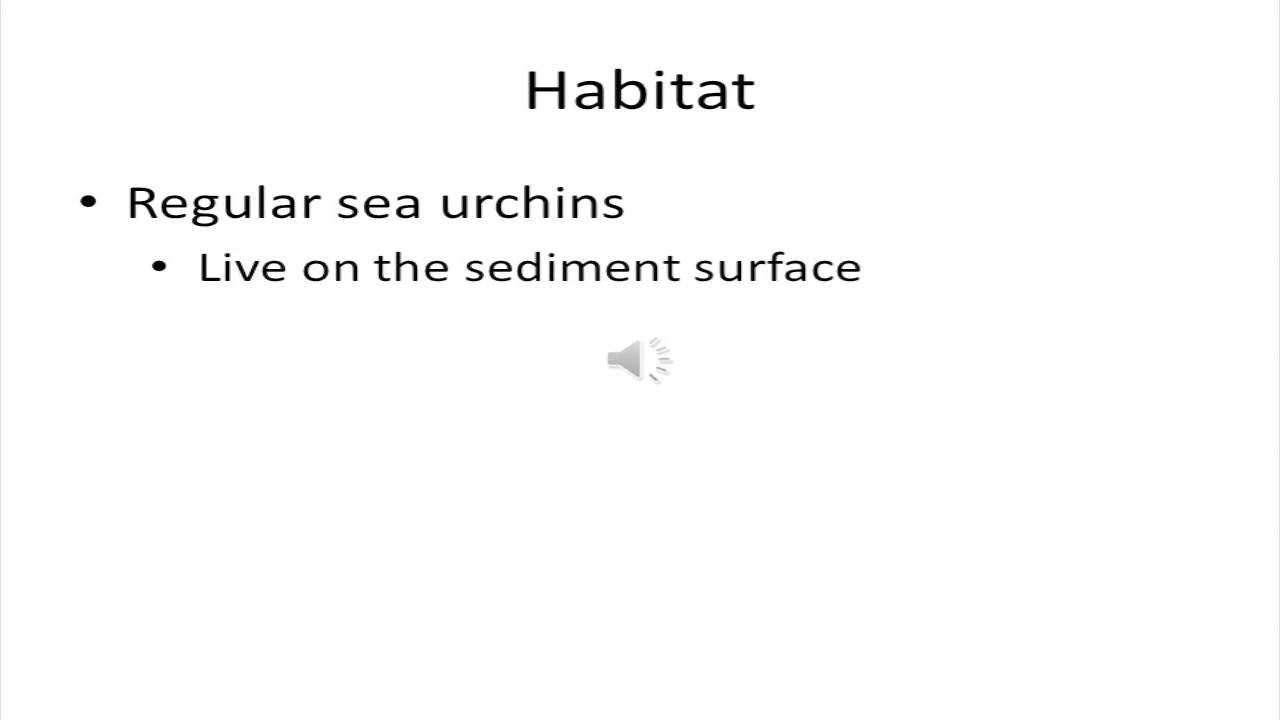 Habitat
• Regular sea urchins
• Live on the sediment surface